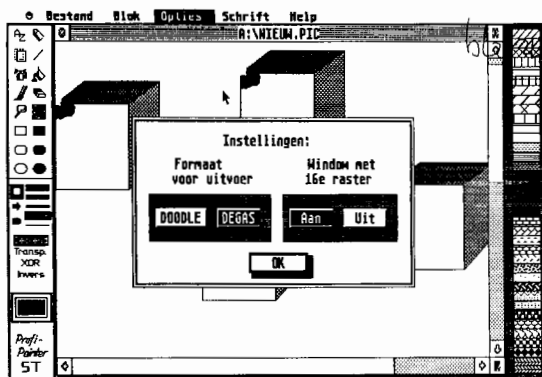 Bestand Blok Opties Schrift Help
A:\NIEUW.PIC
AZ
Instellingen:
Formaat voor uitvoer
Window met 16e raster
DOODLE DEGAS
Aan Uit
OK
Transp.
XOR
Invers
Profi-
Painter
ST